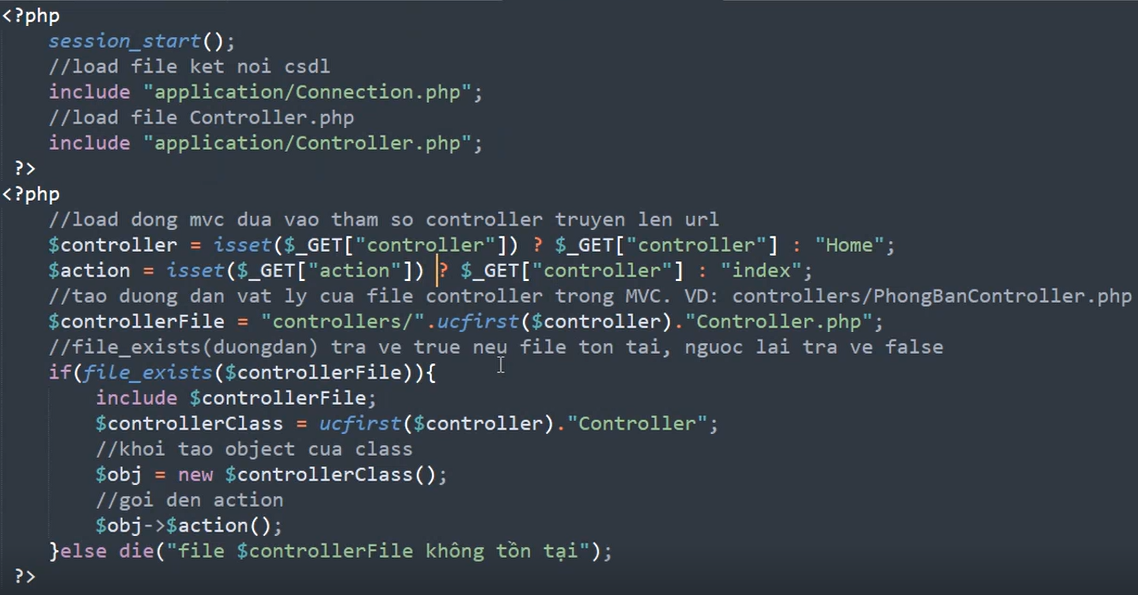 <?php
session_start();
//load file ket noi csdl
include "application/Connection.php";
//load file Controller.php
include "application/Controller.php";
?>
<?php
//load dong mvc dua vao tham so controller truyen len url
$controller = isset($_GET["controller"]) ? $_GET["controller"] : "Home";
$action = isset($_GET["action"]) ? $_GET["controller"] : "index";
//tao duong dan vat ly cua file controller trong MVC. VD: controllers/PhongBanController.php
$controllerFile = "controllers/".ucfirst($controller)."Controller.php";
//file_exists(duongdan) tra ve true neu file ton tai, nguoc lai tra ve false
if(file_exists($controllerFile)){
include $controllerFile;
$controllerClass = ucfirst($controller)."Controller";
//khoi tao object cua class
$obj = new $controllerClass();
//goi den action
$obj->$action();
}else die("file $controllerFile không tồn tại");
?>